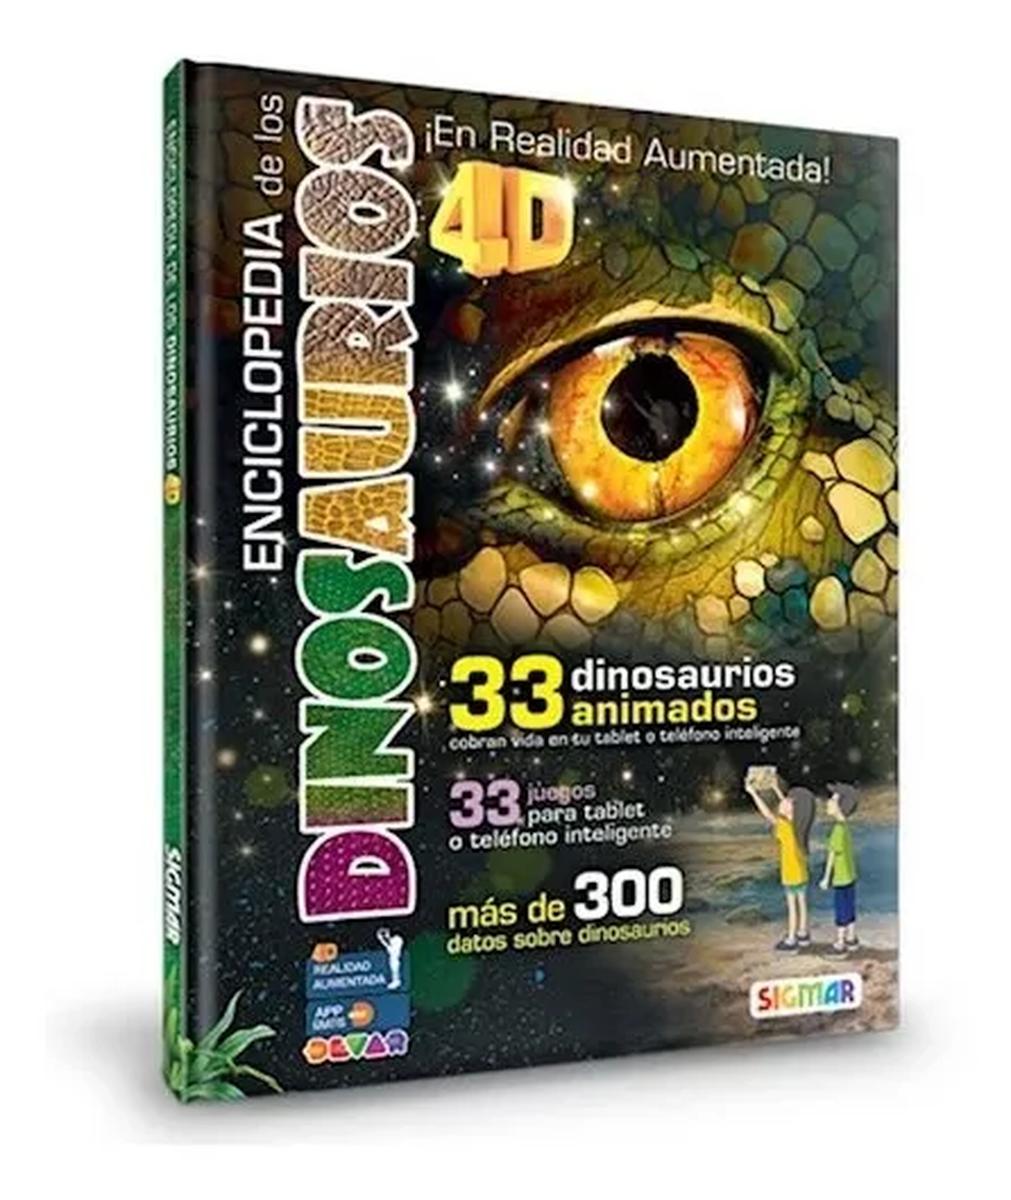 ENCICLOPEDIA DE LOS DINOSAURIOS 4D
SIGMAR
ENCICLOPEDIA de los
DINOSAURIOS
¡En Realidad Aumentada!
4D
33 dinosaurios
animados
cobran vida en tu tablet o teléfono inteligente
33 juegos
para tablet
o teléfono inteligente
más de 300
datos sobre dinosaurios
4D
REALIDAD
AUMENTADA
APP
GRATIS
DEVAR
SIGMAR